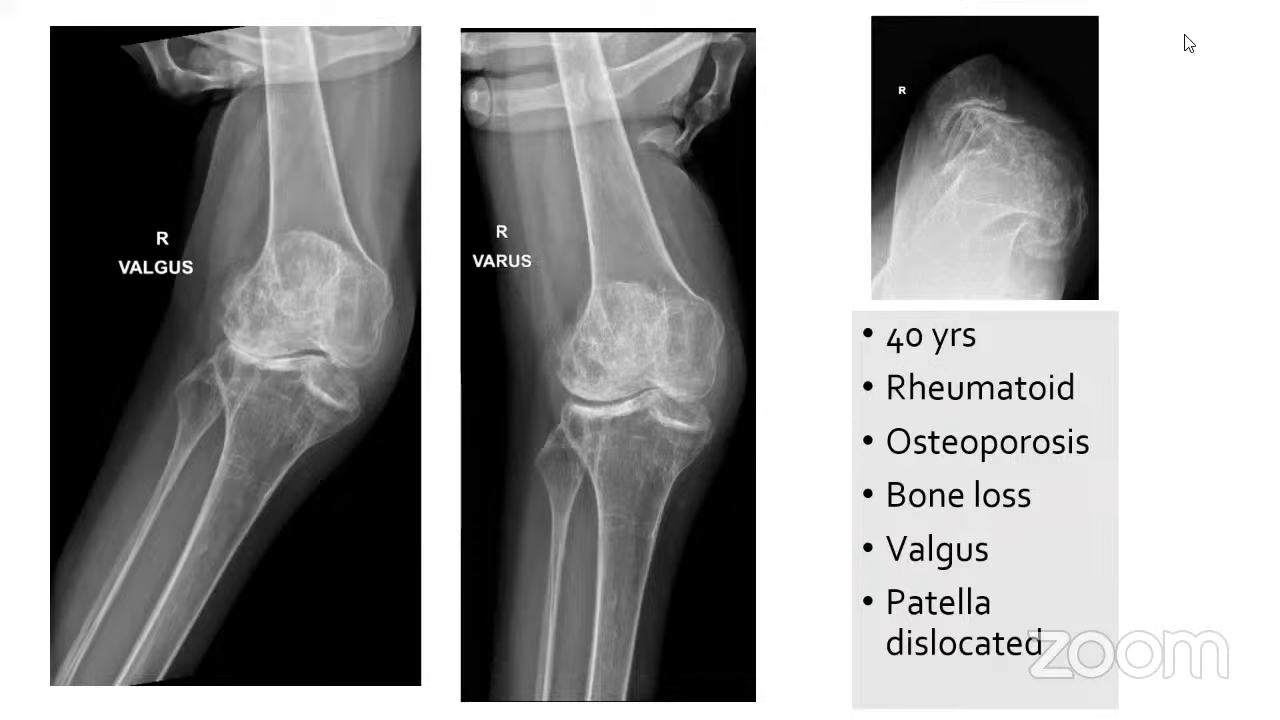 R
VALGUS
R
VARUS
R
• 40 yrs
• Rheumatoid
• Osteoporosis
• Bone loss
• Valgus
• Patella
dislocated
zoom